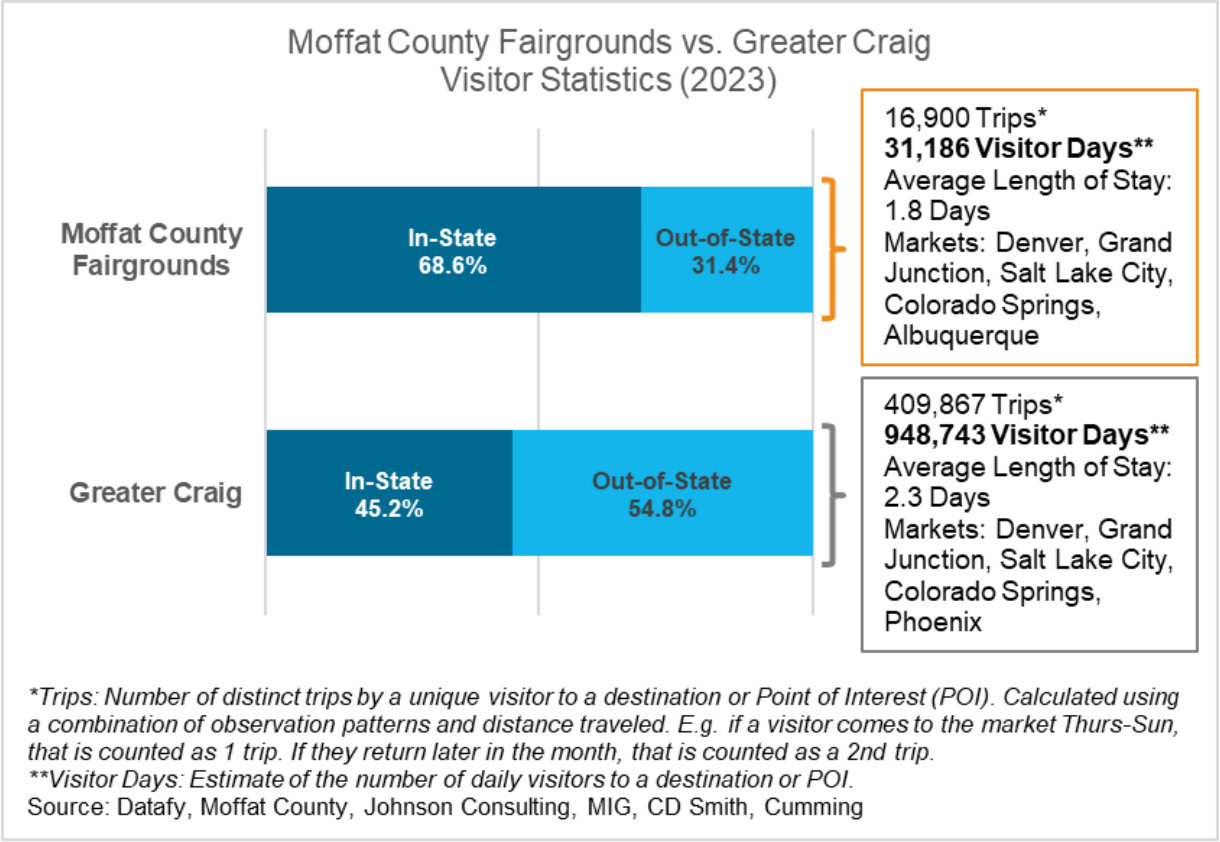 Moffat County Fairgrounds vs. Greater Craig
Visitor Statistics (2023)
Moffat County
Fairgrounds
In-State
68.6%
Out-of-State
31.4%
16,900 Trips*
31,186 Visitor Days**
Average Length of Stay:
1.8 Days
Markets: Denver, Grand
Junction, Salt Lake City,
Colorado Springs,
Albuquerque
Greater Craig
In-State
45.2%
Out-of-State
54.8%
409,867 Trips*
948,743 Visitor Days**
Average Length of Stay:
2.3 Days
Markets: Denver, Grand
Junction, Salt Lake City,
Colorado Springs,
Phoenix
*Trips: Number of distinct trips by a unique visitor to a destination or Point of Interest (POI). Calculated using
a combination of observation patterns and distance traveled. E.g. if a visitor comes to the market Thurs-Sun,
that is counted as 1 trip. If they return later in the month, that is counted as a 2nd trip.
**Visitor Days: Estimate of the number of daily visitors to a destination or POI.
Source: Datafy, Moffat County, Johnson Consulting, MIG, CD Smith, Cumming